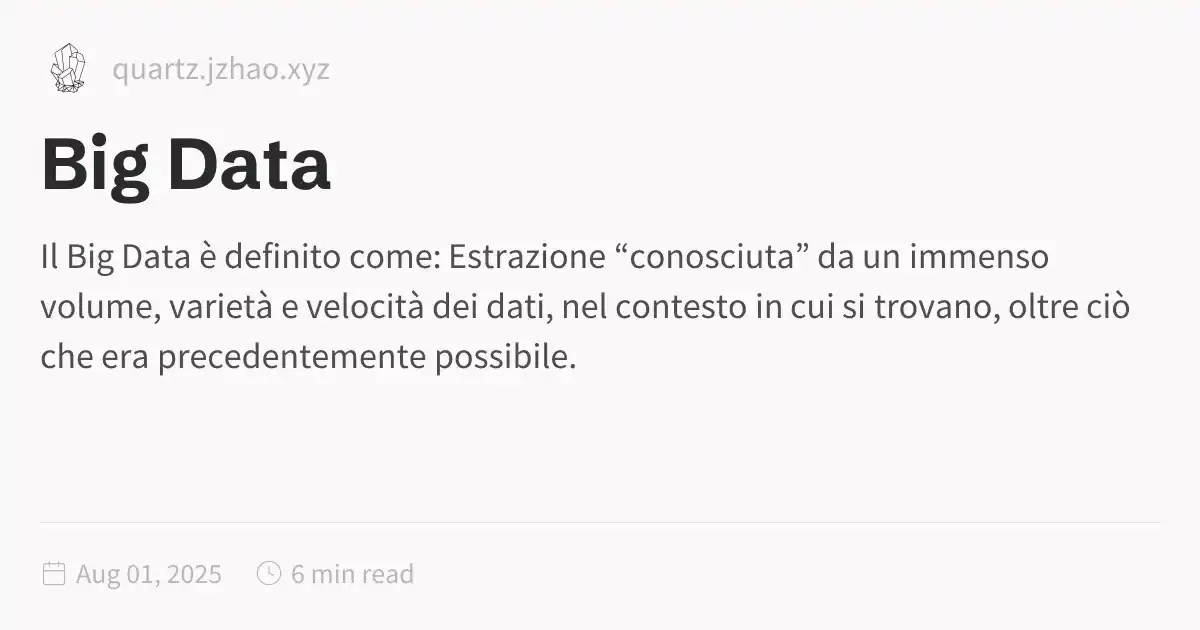 quartz.jzhao.xyz
Big Data
Il Big Data è definito come: Estrazione “conosciuta” da un immenso
volume, varietà e velocità dei dati, nel contesto in cui si trovano, oltre ciò
che era precedentemente possibile.
Aug 01, 2025
6 min read